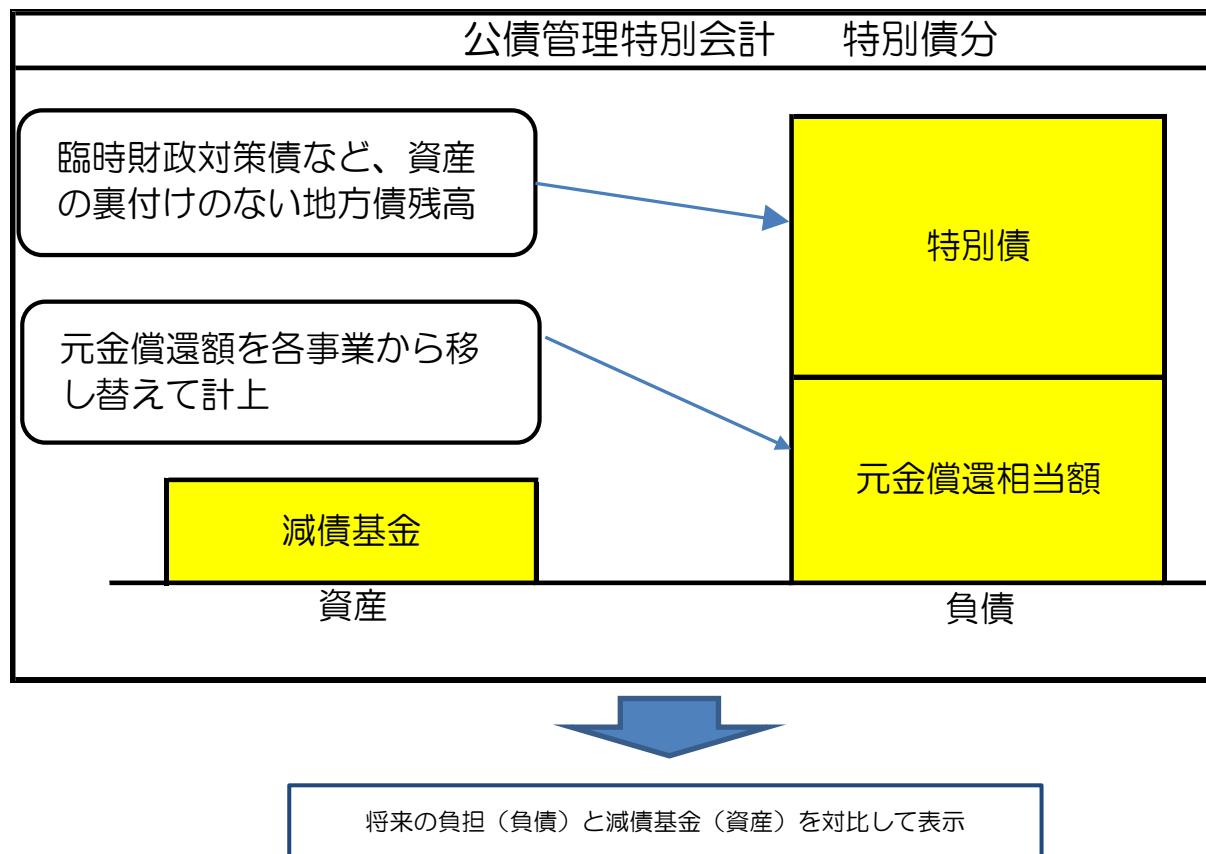 公債管理特別会計　　特別債分
臨時財政対策債など、資産
の裏付けのない地方債残高
特別債
元金償還額を各事業から移
し替えて計上
元金償還相当額
減債基金
資産
負債
将来の負担（負債）と減債基金（資産）を対比して表示